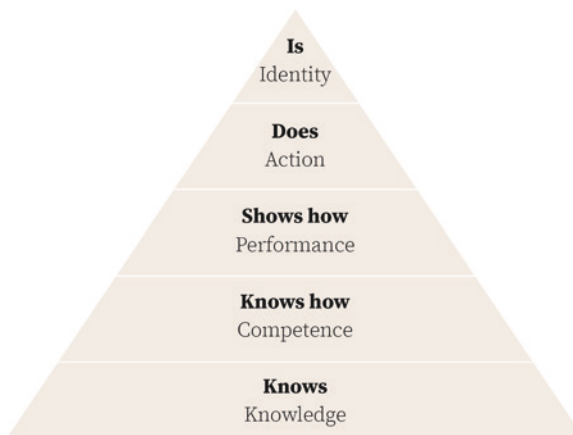 Is
Identity
Does
Action
Shows how
Performance
Knows how
Competence
Knows
Knowledge